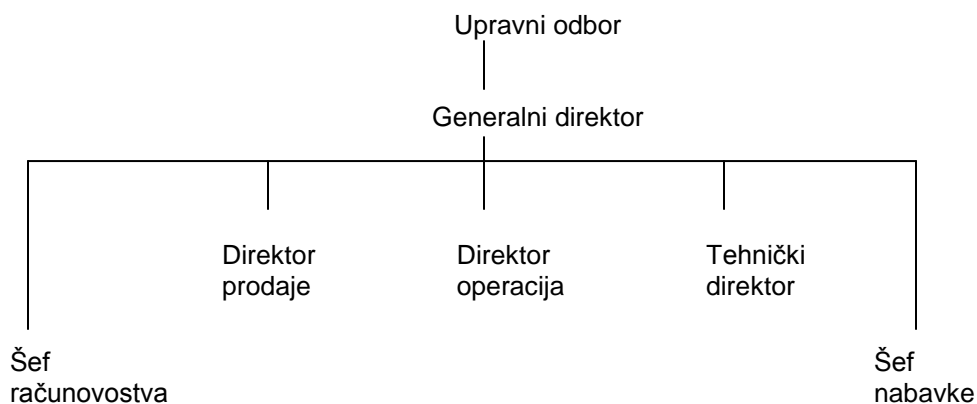 Upravni odbor
Generalni direktor
Direktor
prodaje
Direktor
operacija
Tehnički
direktor
Šef
računovostva
Šef
nabavke